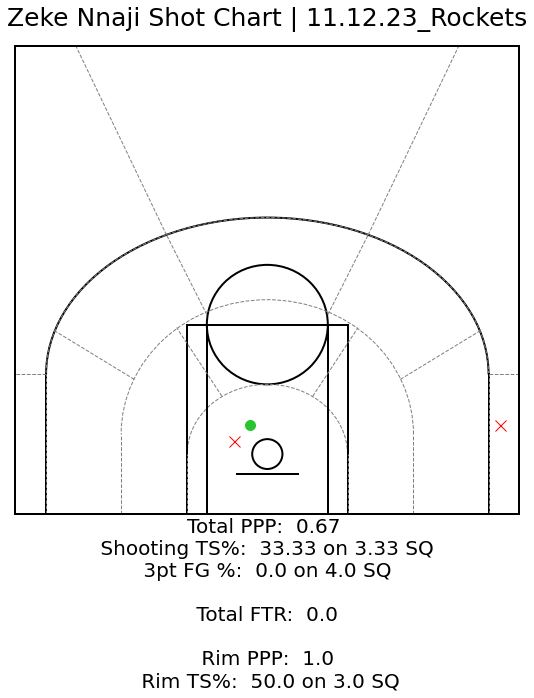 Zeke Nnaji Shot Chart | 11.12.23_Rockets
Total PPP: 0.67
Shooting TS%: 33.33 on 3.33 SQ
3pt FG %: 0.0 on 4.0 SQ
Total FTR: 0.0
Rim PPP: 1.0
Rim TS%: 50.0 on 3.0 SQ